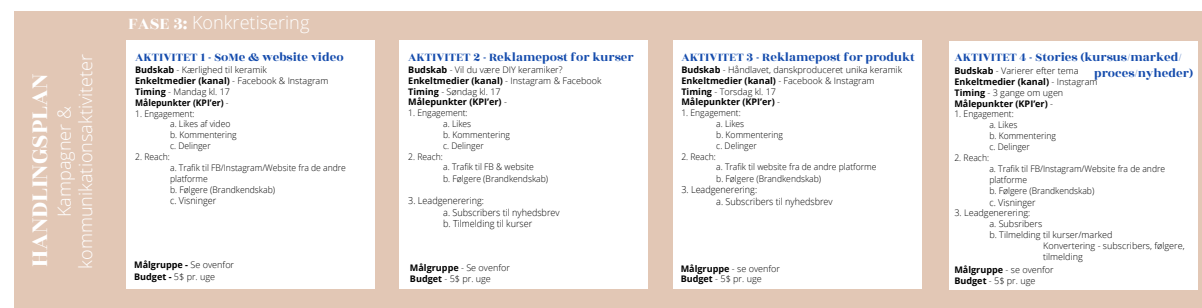 FASE 3: Konkretisering
HANDLINGSPLAN
Kampagner &
kommunikationsaktiviteter
AKTIVITET 1 - SoMe & website video
Budskab - Kærlighed til keramik
Enkeltmedier (kanal) - Facebook & Instagram
Timing - Mandag kl. 17
Målepunkter (KPI'er) -
1. Engagement:
a. Likes af video
b. Kommentering
c. Delinger
2. Reach:
a. Trafik til FB/Instagram/Website fra de andre
platforme
b. Følgere (Brandkendskab)
c. Visninger
Målgruppe - Se ovenfor
Budget - 5$ pr. uge
AKTIVITET 2 - Reklamepost for kurser
Budskab - Vil du være DIY keramiker?
Enkeltmedier (kanal) - Instagram & Facebook
Timing - Søndag kl. 17
Målepunkter (KPI'er) -
1. Engagement:
a. Likes
b. Kommentering
c. Delinger
2. Reach:
a. Trafik til FB & website
b. Følgere (Brandkendskab)
3. Leadgenerering:
a. Subscribers til nyhedsbrev
b. Tilmelding til kurser
Målgruppe - Se ovenfor
Budget - 5$ pr. uge
AKTIVITET 3 - Reklamepost for produkt
Budskab - Håndlavet, danskproduceret unika keramik
Enkeltmedier (kanal) - Facebook & Instagram
Timing - Torsdag kl. 17
Målepunkter (KPI'er) -
1. Engagement:
a. Likes
b. Kommentering
c. Delinger
2. Reach:
a. Trafik til website fra de andre platforme
b. Følgere (Brandkendskab)
3. Leadgenerering:
a. Subscribers til nyhedsbrev
Målgruppe - Se ovenfor
Budget - 5$ pr. uge
AKTIVITET 4 - Stories (kursus/marked/
proces/nyheder)
Budskab - Varierer efter tema
Enkeltmedier (kanal) - Instagram
Timing - 3 gange om ugen
Målepunkter (KPI'er) -
1. Engagement:
a. Likes
b. Kommentering
c. Delinger
2. Reach:
a. Trafik til FB/Instagram/Website fra de andre
platforme
b. Følgere (Brandkendskab)
c. Visninger
3. Leadgenerering:
a. Subsribers
b. Tilmelding til kurser/marked
Konvertering - subscribers, følgere,
tilmelding
Målgruppe - se ovenfor
Budget - 5$ pr. uge